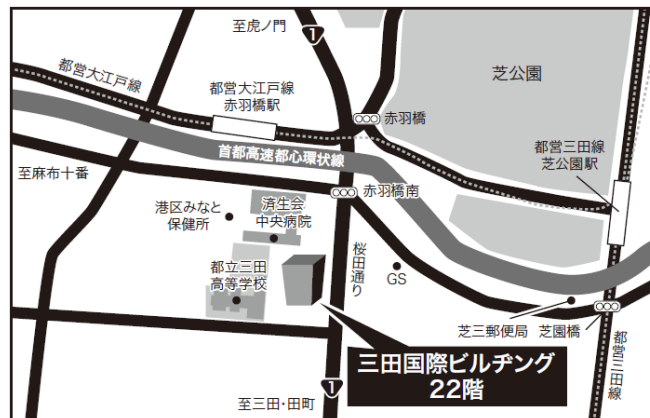 至虎ノ門
1
都営大江戸線
都営大江戸線
赤羽橋駅
赤羽橋
芝公園
都営三田線
芝公園駅
首都高速都心環状線
至麻布十番
赤羽橋南
港区みなと
保健所
済生会
中央病院
桜田通り
都立三田
高等学校
GS
芝三郵便局
芝園橋
都営三田線
三田国際ビルヂング
22階
1
至三田・田町